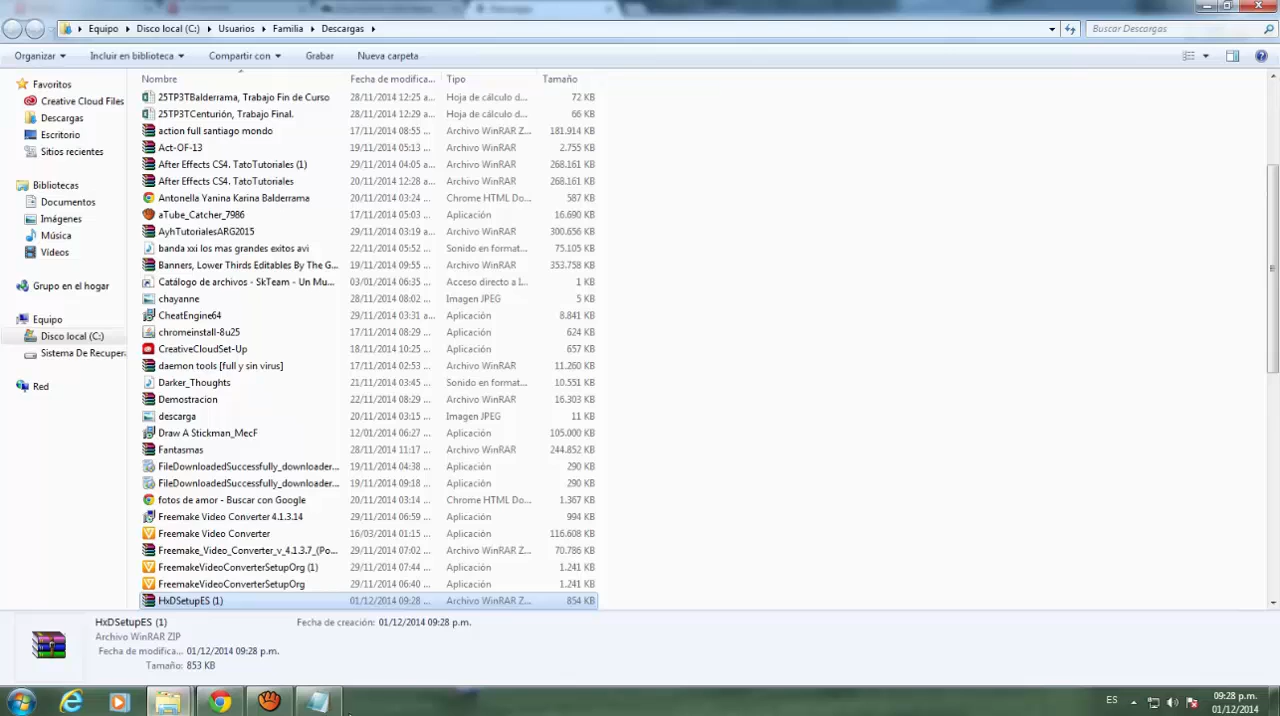 Equipo ▸ Disco local (C:) ▸ Usuarios ▸ Familia ▸ Descargas ▸
Buscar Descargas
Organizar Incluir en biblioteca Compartir con Grabar Nueva carpeta
Nombre Fecha de modifica... Tipo Tamaño
Favoritos
Creative Cloud Files
Descargas
Escritorio
Sitios recientes
Bibliotecas
Documentos
Imágenes
Música
Vídeos
Grupo en el hogar
Equipo
Disco local (C:)
Sistema De Recupera
Red
25TP3TBalderrama, Trabajo Fin de Curso 28/11/2014 12:25 a... Hoja de cálculo d... 72 KB
25TP3TCenturión, Trabajo Final. 28/11/2014 12:29 a... Hoja de cálculo d... 66 KB
action full santiago mondo 17/11/2014 08:55 ... Archivo WinRAR Z... 181.914 KB
Act-OF-13 19/11/2014 05:13 ... Archivo WinRAR 2.755 KB
After Effects CS4. TatoTutoriales (1) 29/11/2014 04:05 a... Archivo WinRAR 268.161 KB
After Effects CS4. TatoTutoriales 20/11/2014 12:28 a... Archivo WinRAR 268.161 KB
Antonella Yanina Karina Balderrama 20/11/2014 03:24 ... Chrome HTML Do... 587 KB
aTube_Catcher_7986 17/11/2014 05:03 ... Aplicación 16.690 KB
AyhTutorialesARG2015 29/11/2014 03:19 a... Archivo WinRAR 300.656 KB
banda xxi los mas grandes exitos avi 22/11/2014 05:52 ... Sonido en format... 75.105 KB
Banners, Lower Thirds Editables By The G... 19/11/2014 09:55 ... Archivo WinRAR 353.758 KB
Catálogo de archivos - SkTeam - Un Mu... 03/01/2014 06:35 ... Acceso directo a I... 1 KB
chayanne 28/11/2014 08:02 ... Imagen JPEG 5 KB
CheatEngine64 29/11/2014 03:31 a... Aplicación 8.841 KB
chromeinstall-8u25 17/11/2014 08:29 ... Aplicación 624 KB
CreativeCloudSet-Up 18/11/2014 10:25 ... Aplicación 657 KB
daemon tools [full y sin virus] 17/11/2014 02:53 ... Archivo WinRAR 11.260 KB
Darker_Thoughts 21/11/2014 03:45 ... Sonido en format... 10.551 KB
Demostracion 22/11/2014 08:29 ... Archivo WinRAR 16.303 KB
descarga 20/11/2014 03:15 ... Imagen JPEG 11 KB
Draw A Stickman_MecF 12/01/2014 06:27 ... Aplicación 105.000 KB
Fantasmas 28/11/2014 11:17 ... Archivo WinRAR 244.852 KB
FileDownloadedSuccessfully_downloader... 19/11/2014 04:38 ... Aplicación 290 KB
FileDownloadedSuccessfully_downloader... 19/11/2014 09:18 ... Aplicación 290 KB
fotos de amor - Buscar con Google 20/11/2014 03:14 ... Chrome HTML Do... 1.367 KB
Freemake Video Converter 4.1.3.14 29/11/2014 06:59 ... Aplicación 994 KB
Freemake Video Converter 16/03/2014 01:15 ... Aplicación 116.608 KB
Freemake_Video_Converter_v_4.1.3.7_(Po... 29/11/2014 07:02 ... Archivo WinRAR Z... 70.786 KB
FreemakeVideoConverterSetupOrg (1) 29/11/2014 07:44 ... Aplicación 1.241 KB
FreemakeVideoConverterSetupOrg 29/11/2014 06:40 ... Aplicación 1.241 KB
HxDSetupES (1) 01/12/2014 09:28 ... Archivo WinRAR Z... 854 KB
HxDSetupES (1) Fecha de creación: 01/12/2014 09:28 p.m.
Archivo WinRAR ZIP
Fecha de modifica... 01/12/2014 09:28 p.m.
Tamaño: 853 KB
ES
09:28 p.m.
01/12/2014